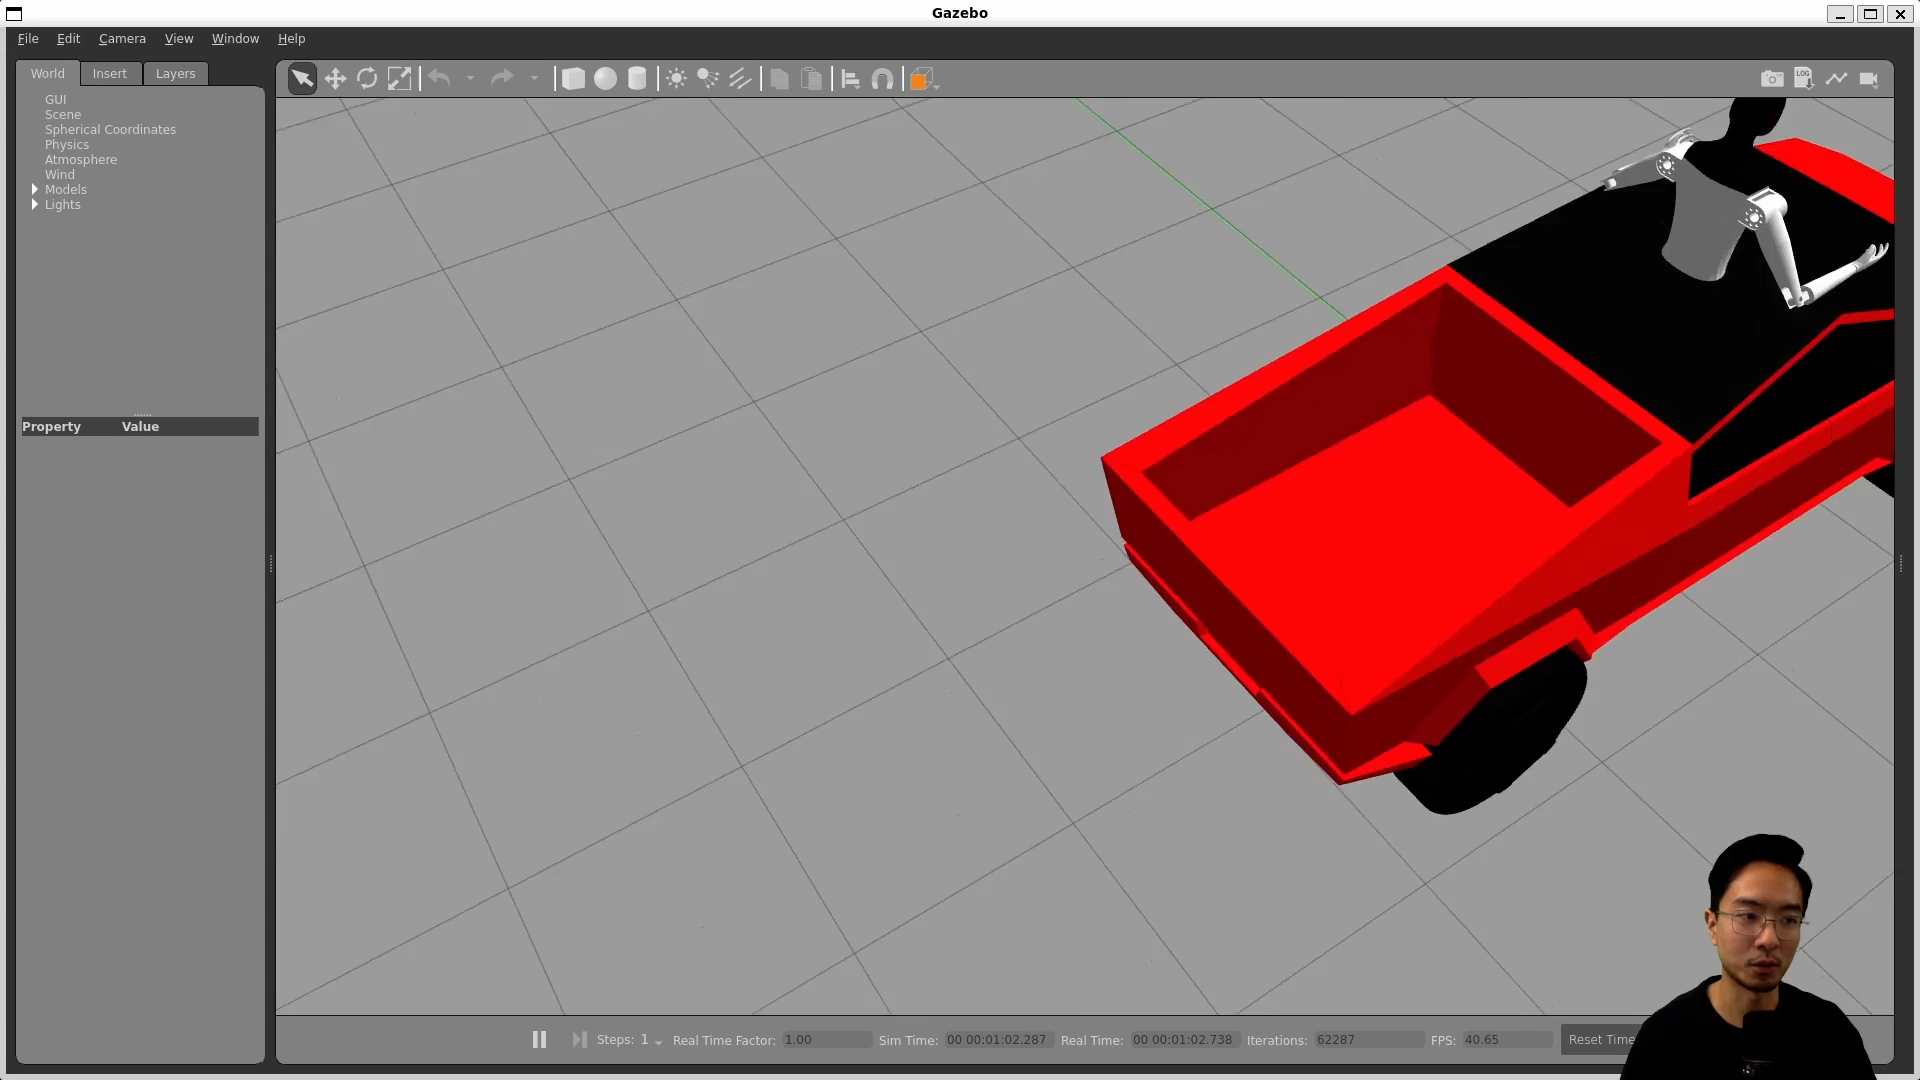 Gazebo
File Edit Camera View Window Help
World Insert Layers
GUI
Scene
Spherical Coordinates
Physics
Atmosphere
Wind
Models
Lights
Property Value
LOG
Steps: 1 Real Time Factor: 1.00 Sim Time: 00 00:01:02.287 Real Time: 00 00:01:02.738 Iterations: 62287 FPS: 40.65 Reset Time